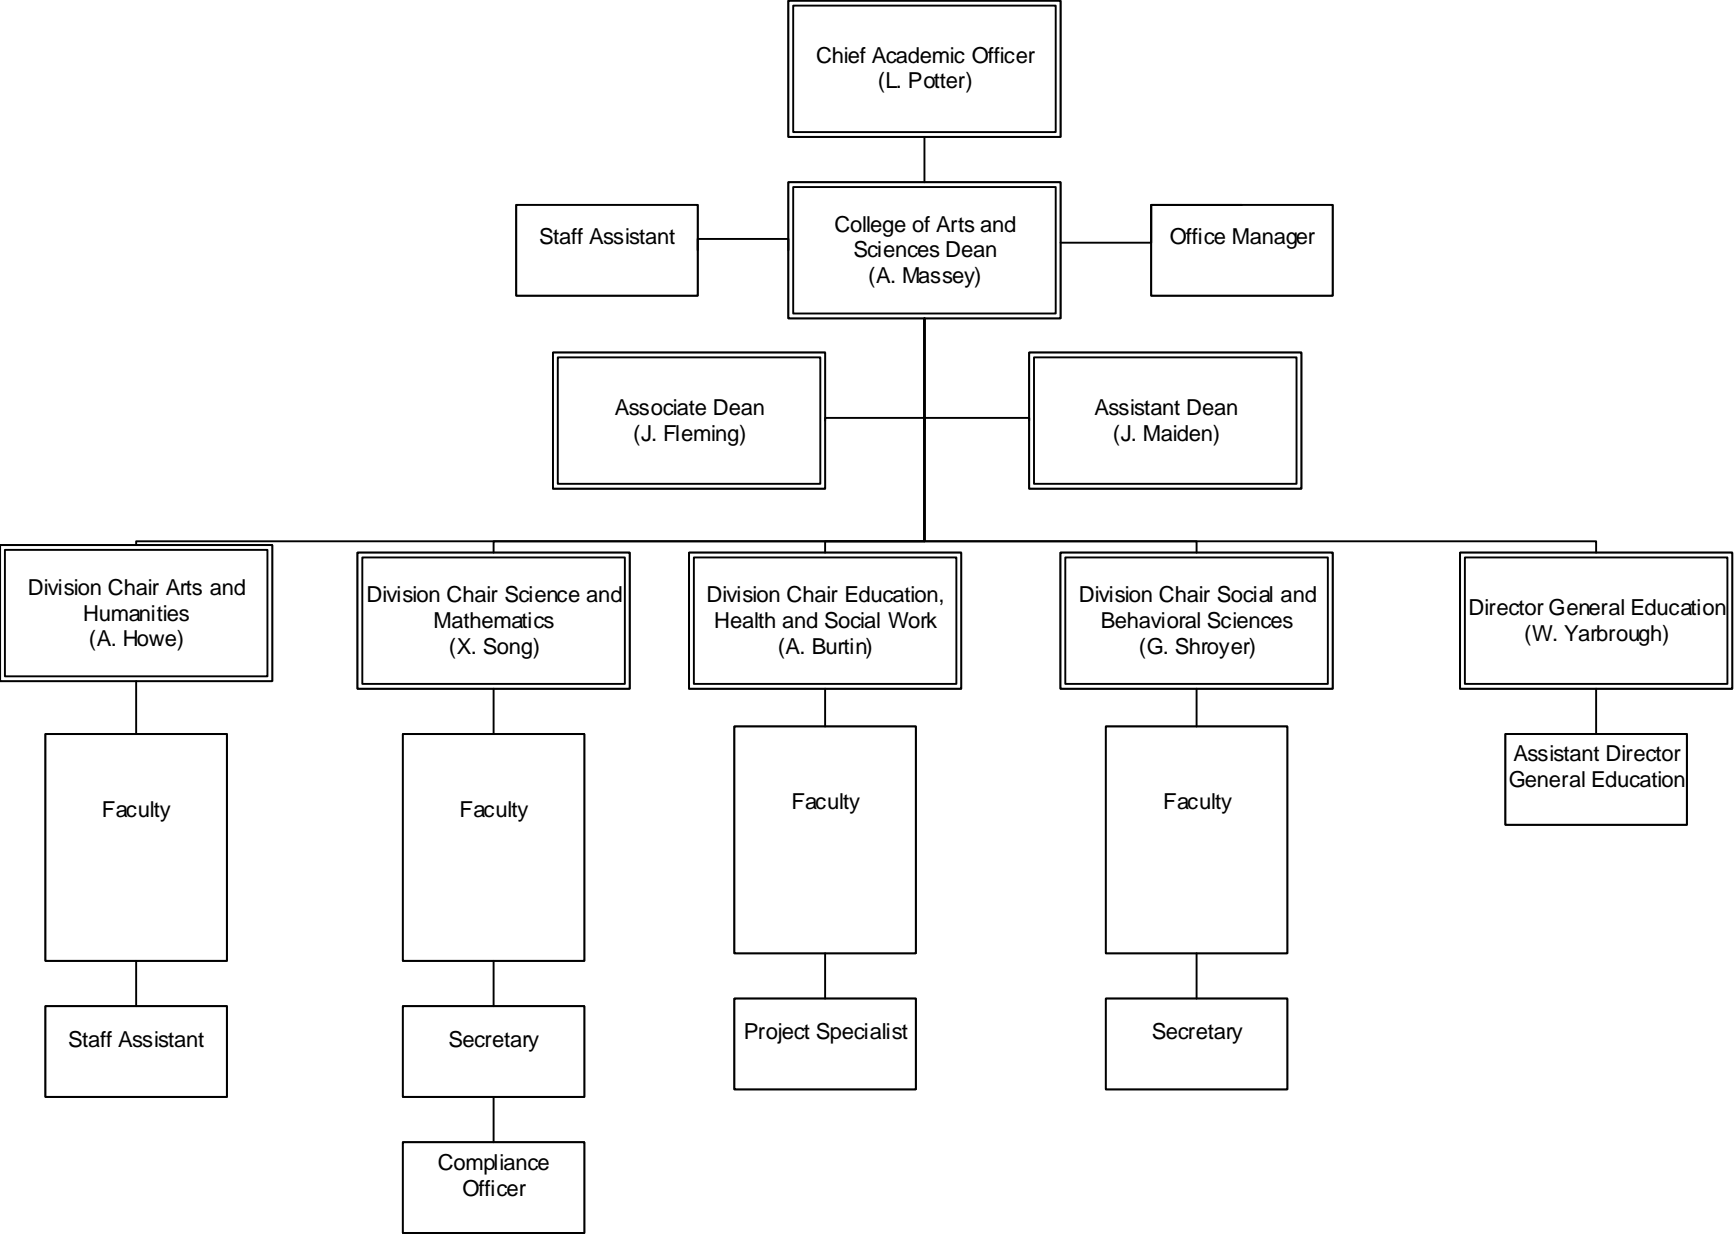 Chief Academic Officer
(L. Potter)
Staff Assistant
College of Arts and
Sciences Dean
(A. Massey)
Office Manager
Associate Dean
(J. Fleming)
Assistant Dean
(J. Maiden)
Division Chair Arts and
Humanities
(A. Howe)
Division Chair Science and
Mathematics
(X. Song)
Division Chair Education,
Health and Social Work
(A. Burtin)
Division Chair Social and
Behavioral Sciences
(G. Shroyer)
Director General Education
(W. Yarbrough)
Faculty
Faculty
Faculty
Faculty
Assistant Director
General Education
Staff Assistant
Secretary
Project Specialist
Secretary
Compliance
Officer